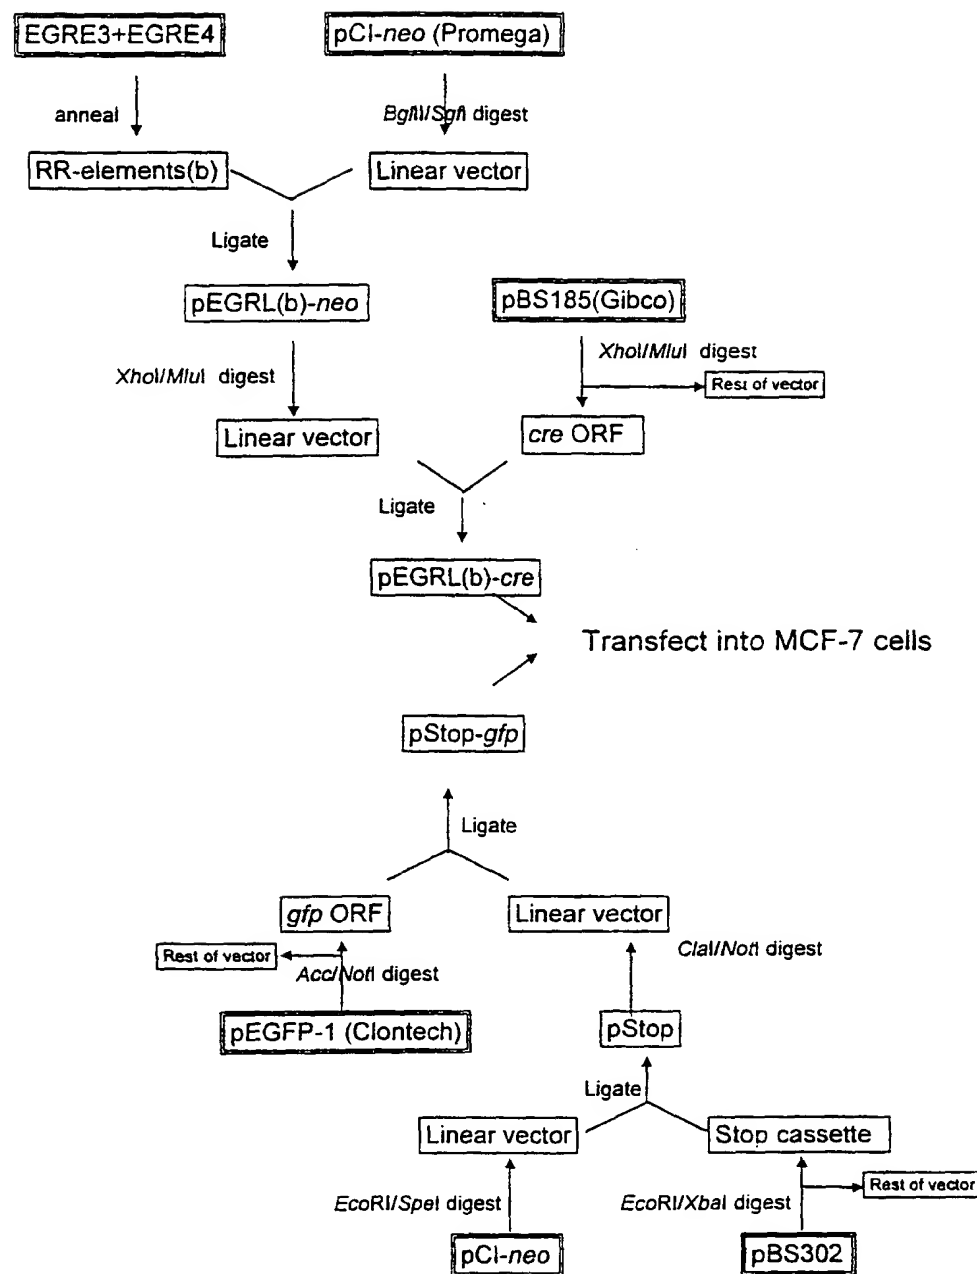 EGRE3+EGRE4
pCI-neo (Promega)
anneal
BglII/SgfI digest
RR-elements(b)
Linear vector
Ligate
pEGRL(b)-neo
pBS185(Gibco)
XhoI/MluI digest
XhoI/MluI digest
Rest of vector
Linear vector
cre ORF
Ligate
pEGRL(b)-cre
Transfect into MCF-7 cells
pStop-gfp
Ligate
gfp ORF
Linear vector
Rest of vector
ClaI/NotI digest
Acc/NotI digest
pEGFP-1 (Clontech)
pStop
Ligate
Linear vector
Stop cassette
Rest of vector
EcoRI/SpeI digest
EcoRI/XbaI digest
pCI-neo
pBS302